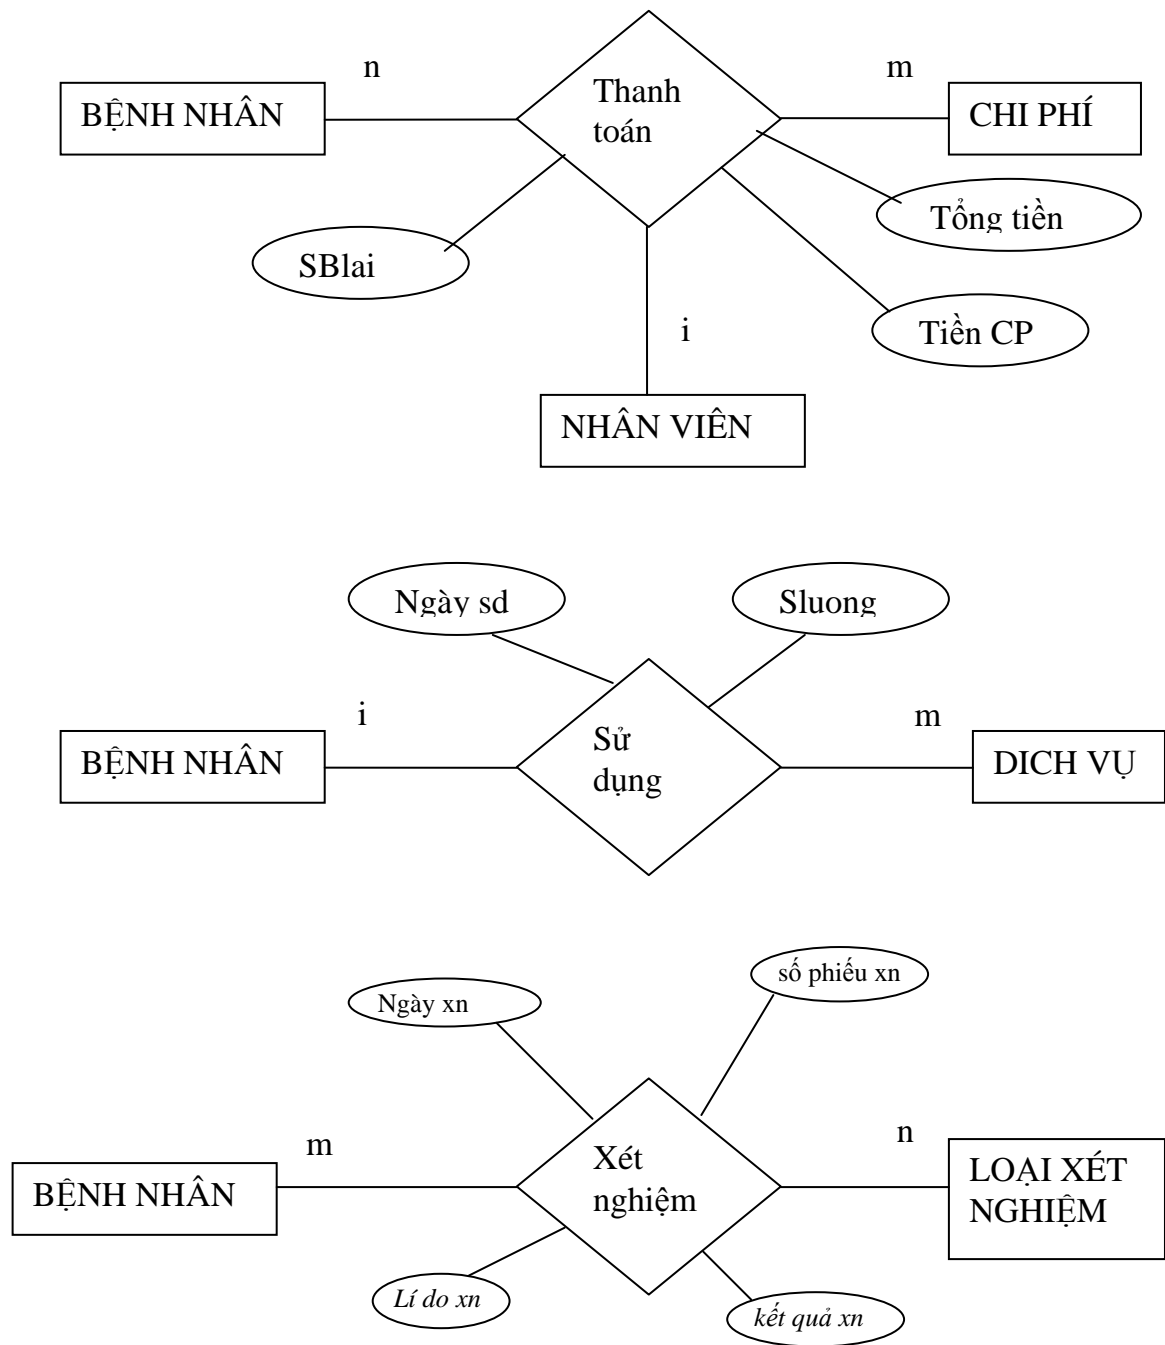 n
m
BỆNH NHÂN
Thanh
toán
CHI PHÍ
Tổng tiền
SBlai
Tiền CP
i
NHÂN VIÊN
Ngày sd
Sluong
i
m
BỆNH NHÂN
Sử
dụng
DICH VỤ
số phiếu xn
Ngày xn
m
n
BỆNH NHÂN
Xét
nghiệm
LOẠI XÉT
NGHIỆM
Lí do xn
kết quả xn